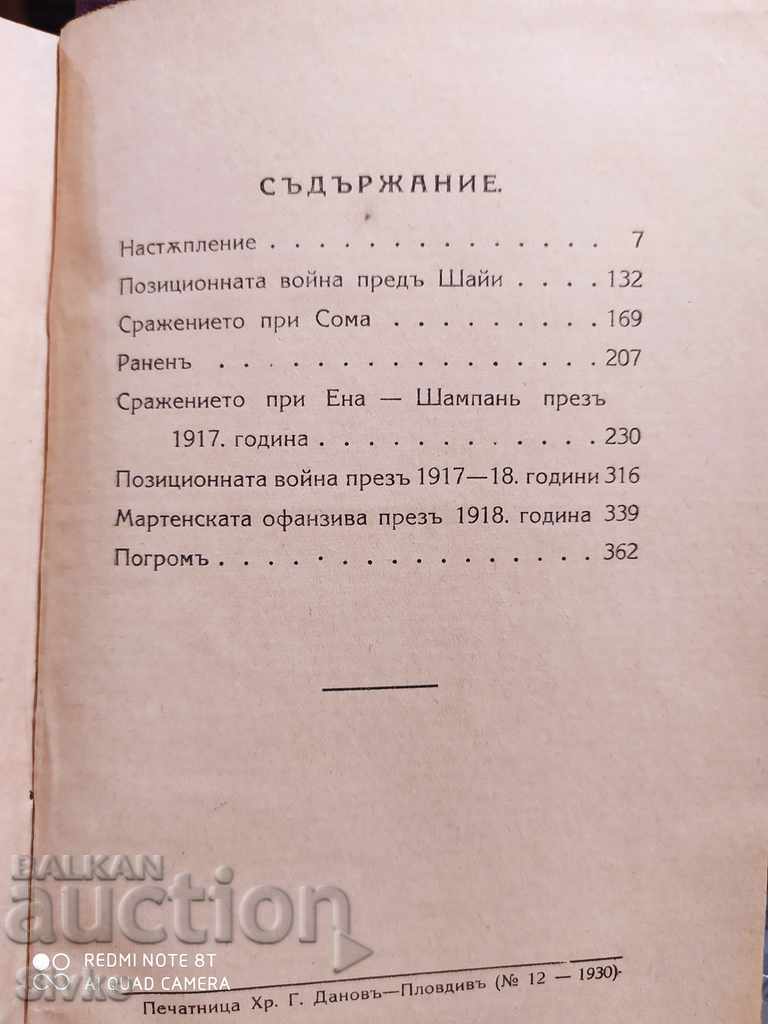 СЪДЪРЖАНИЕ.
Настѫпление . . . . . . . . . . . . . . 7
Позиционната война предъ Шайи . . . . 132
Сражението при Сома . . . . . . . . . 169
Раненъ . . . . . . . . . . . . . . . . 207
Сражението при Ена — Шампань презъ
1917. година . . . . . . . . . . . . 230
Позиционната война презъ 1917—18. години 316
Мартенската офанзива презъ 1918. година 339
Погромъ . . . . . . . . . . . . . . . . 362
BALKAN
auction
REDMI NOTE 8T
AI QUAD CAMERA
Печатница Хр. Г. Дановъ—Пловдивъ (№ 12 — 1930)